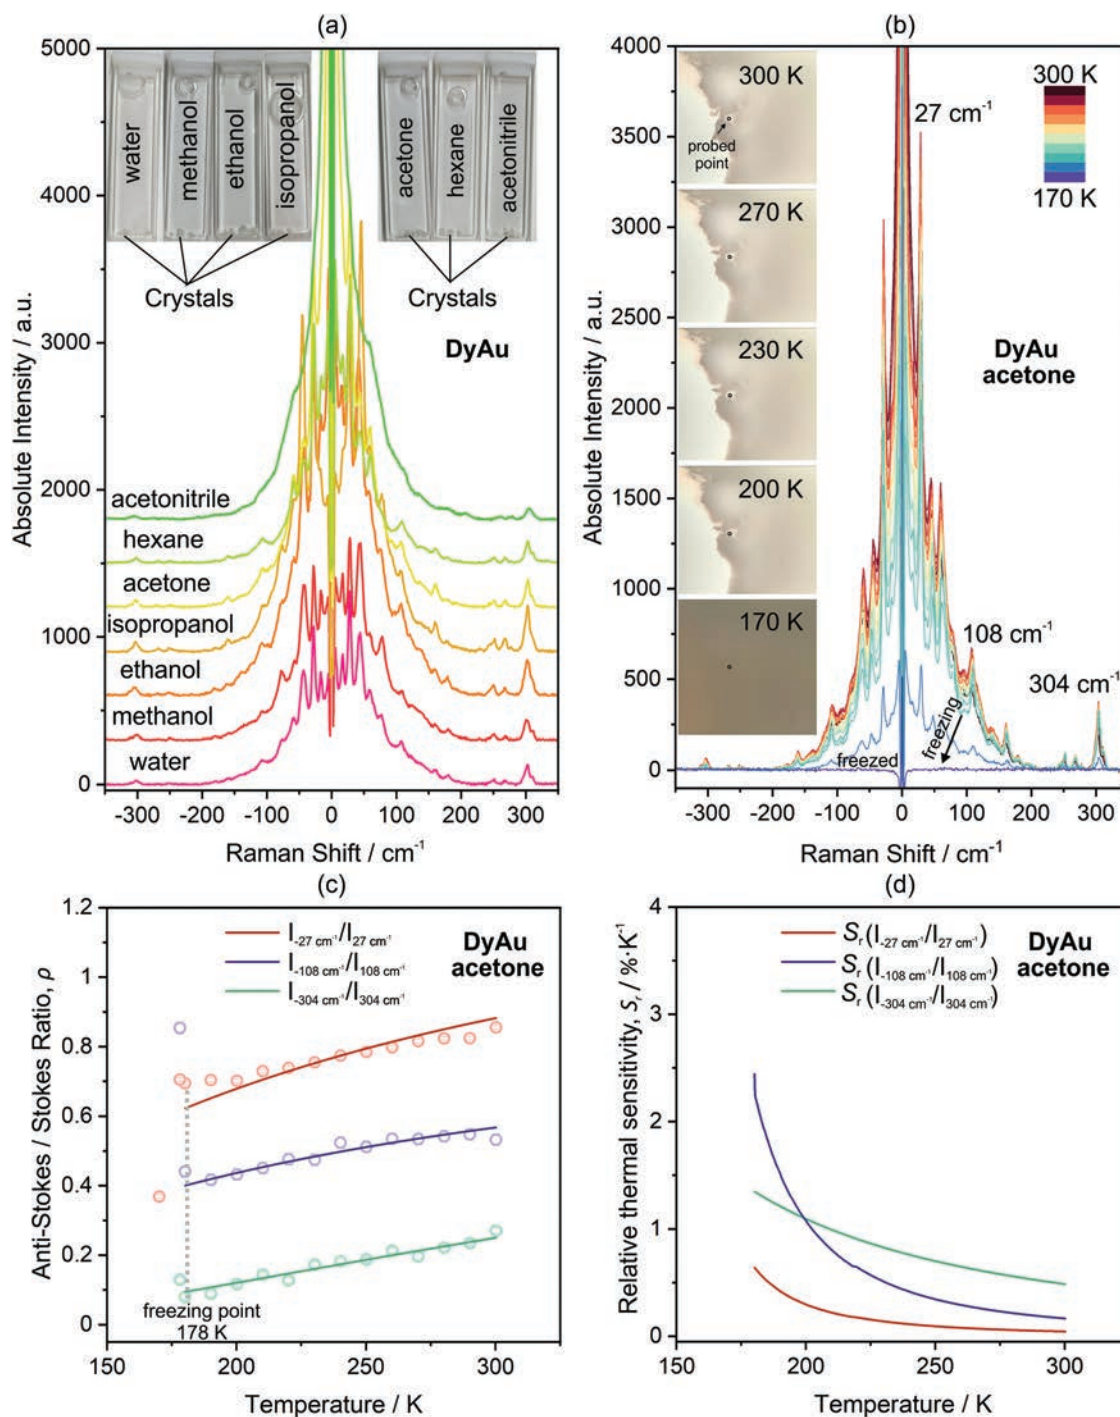 (a)
5000
4000
3000
2000
1000
0
Absolute Intensity / a.u.
water
methanol
ethanol
isopropanol
acetone
hexane
acetonitrile
Crystals
Crystals
DyAu
acetonitrile
hexane
acetone
isopropanol
ethanol
methanol
water
-300 -200 -100 0 100 200 300
Raman Shift / cm⁻¹
(b)
4000
3500
3000
2500
2000
1500
1000
500
0
Absolute Intensity / a.u.
300 K
probed
point
270 K
230 K
200 K
170 K
27 cm⁻¹
300 K
170 K
DyAu
acetone
108 cm⁻¹
304 cm⁻¹
freezing
freezed
-300 -200 -100 0 100 200 300
Raman Shift / cm⁻¹
(c)
1.2
1
0.8
0.6
0.4
0.2
0
Anti-Stokes / Stokes Ratio, ρ
I-27 cm⁻¹/I27 cm⁻¹
I-108 cm⁻¹/I108 cm⁻¹
I-304 cm⁻¹/I304 cm⁻¹
DyAu
acetone
freezing point
178 K
150 200 250 300
Temperature / K
(d)
4
3
2
1
0
Relative thermal sensitivity, Sr / %·K⁻¹
Sr (I-27 cm⁻¹/I27 cm⁻¹)
Sr (I-108 cm⁻¹/I108 cm⁻¹)
Sr (I-304 cm⁻¹/I304 cm⁻¹)
DyAu
acetone
150 200 250 300
Temperature / K